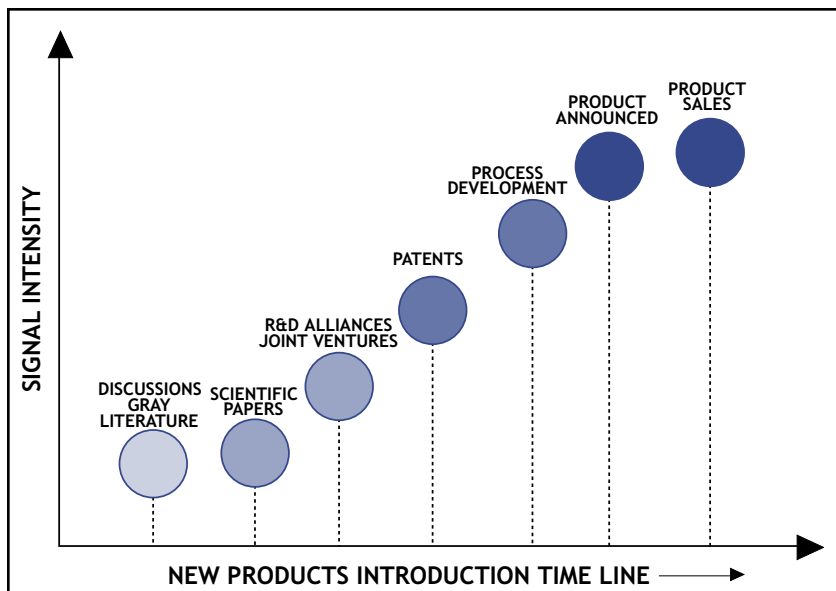 PRODUCT
SALES
PRODUCT
ANNOUNCED
PROCESS
DEVELOPMENT
PATENTS
R&D ALLIANCES
JOINT VENTURES
SCIENTIFIC
PAPERS
DISCUSSIONS
GRAY
LITERATURE
SIGNAL INTENSITY
NEW PRODUCTS INTRODUCTION TIME LINE